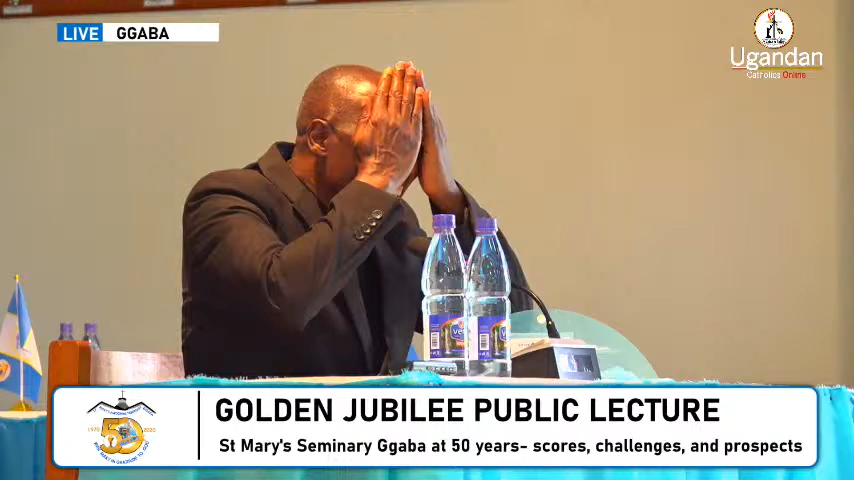 LIVE GGABA
Ugandan
Catholics Online
GOLDEN JUBILEE PUBLIC LECTURE
St Mary's Seminary Ggaba at 50 years- scores, challenges, and prospects
1970 50 2020